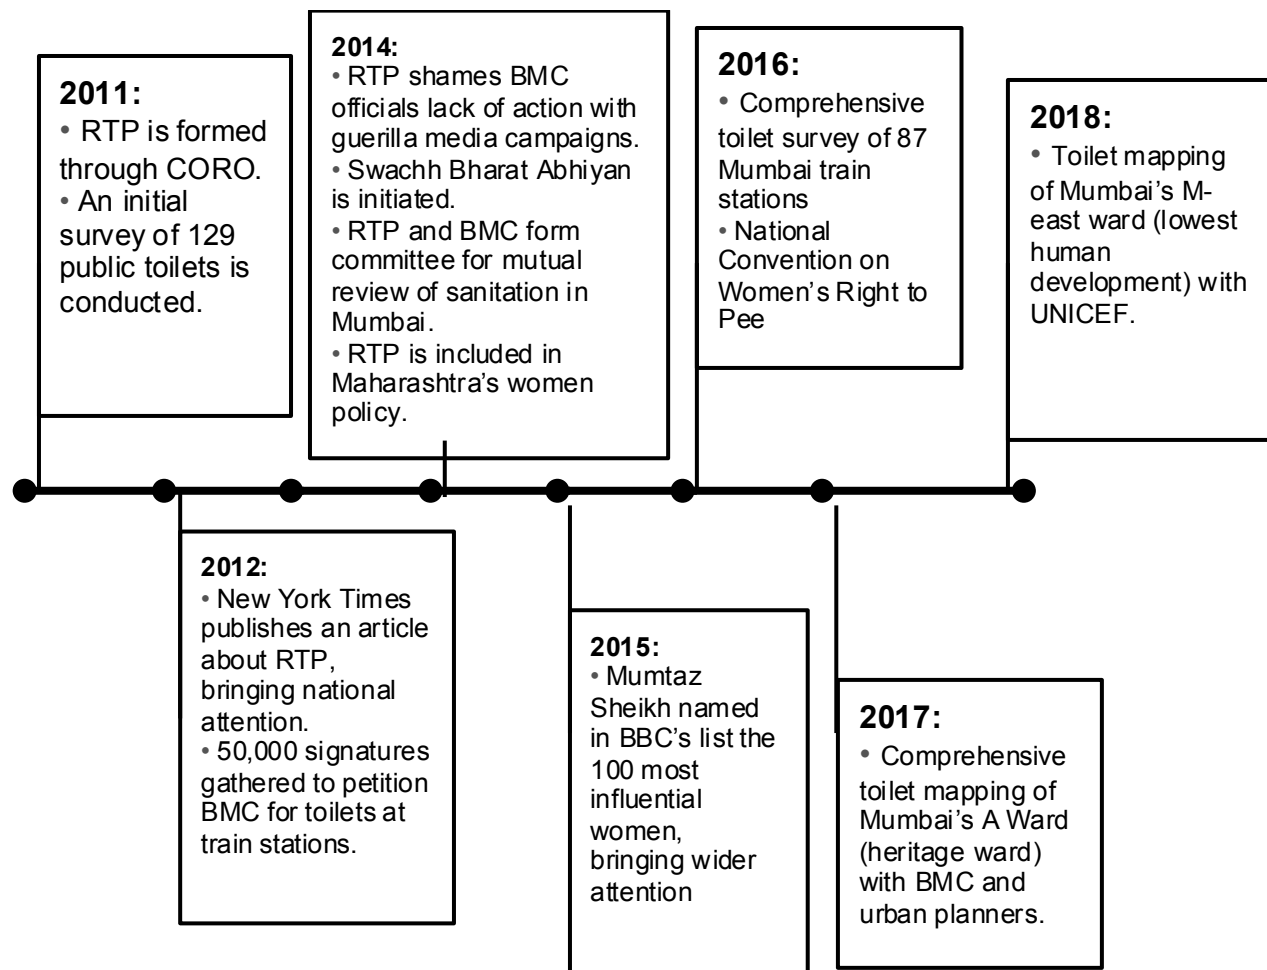 2011:
• RTP is formed
through CORO.
• An initial
survey of 129
public toilets is
conducted.
2012:
• New York Times
publishes an article
about RTP,
bringing national
attention.
• 50,000 signatures
gathered to petition
BMC for toilets at
train stations.
2014:
• RTP shames BMC
officials lack of action with
guerilla media campaigns.
• Swachh Bharat Abhiyan
is initiated.
• RTP and BMC form
committee for mutual
review of sanitation in
Mumbai.
• RTP is included in
Maharashtra’s women
policy.
2015:
• Mumtaz
Sheikh named
in BBC’s list the
100 most
influential
women,
bringing wider
attention
2016:
• Comprehensive
toilet survey of 87
Mumbai train
stations
• National
Convention on
Women’s Right to
Pee
2017:
• Comprehensive
toilet mapping of
Mumbai’s A Ward
(heritage ward)
with BMC and
urban planners.
2018:
• Toilet mapping
of Mumbai’s M-
east ward (lowest
human
development) with
UNICEF.